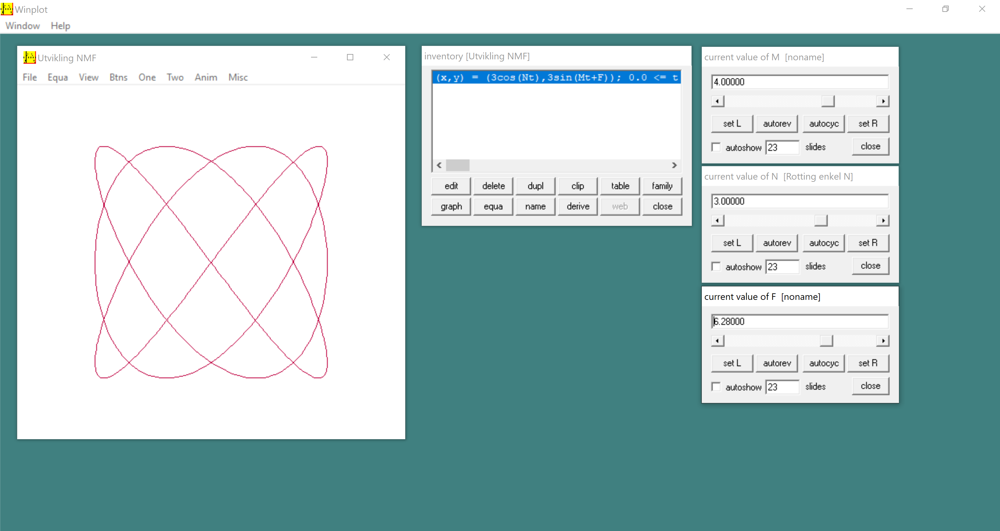 Winplot
Window Help
Utvikling NMF
File Equa View Btns One Two Anim Misc
inventory [Utvikling NMF]
(x,y) = (3cos(Nt),3sin(Mt+F)); 0.0 <= t
edit delete dupl clip table family
graph equa name derive web close
current value of M [noname]
4.00000
set L autorev autocyc set R
autoshow 23 slides close
current value of N [Rotting enkel N]
3.00000
set L autorev autocyc set R
autoshow 23 slides close
current value of F [noname]
6.28000
set L autorev autocyc set R
autoshow 23 slides close